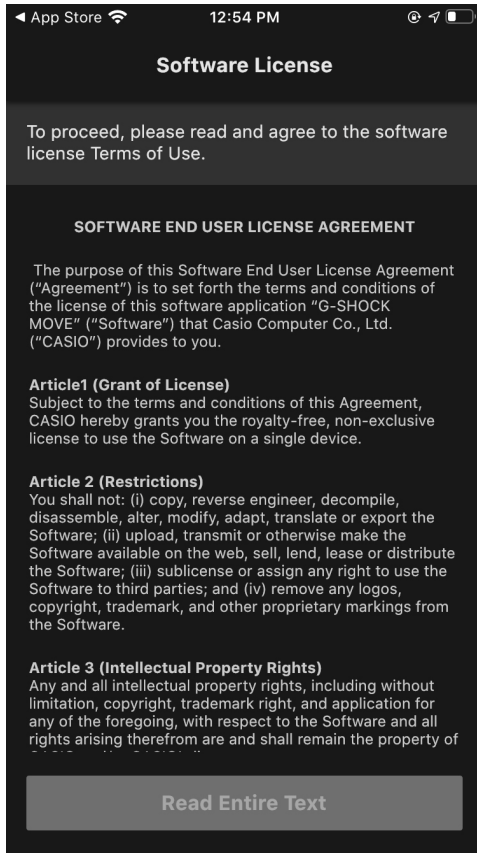 ◀ App Store
12:54 PM
Software License
To proceed, please read and agree to the software
license Terms of Use.
SOFTWARE END USER LICENSE AGREEMENT
The purpose of this Software End User License Agreement
(“Agreement”) is to set forth the terms and conditions of
the license of this software application “G-SHOCK
MOVE” (“Software”) that Casio Computer Co., Ltd.
(“CASIO”) provides to you.
Article1 (Grant of License)
Subject to the terms and conditions of this Agreement,
CASIO hereby grants you the royalty-free, non-exclusive
license to use the Software on a single device.
Article 2 (Restrictions)
You shall not: (i) copy, reverse engineer, decompile,
disassemble, alter, modify, adapt, translate or export the
Software; (ii) upload, transmit or otherwise make the
Software available on the web, sell, lend, lease or distribute
the Software; (iii) sublicense or assign any right to use the
Software to third parties; and (iv) remove any logos,
copyright, trademark, and other proprietary markings from
the Software.
Article 3 (Intellectual Property Rights)
Any and all intellectual property rights, including without
limitation, copyright, trademark right, and application for
any of the foregoing, with respect to the Software and all
rights arising therefrom are and shall remain the property of
Read Entire Text